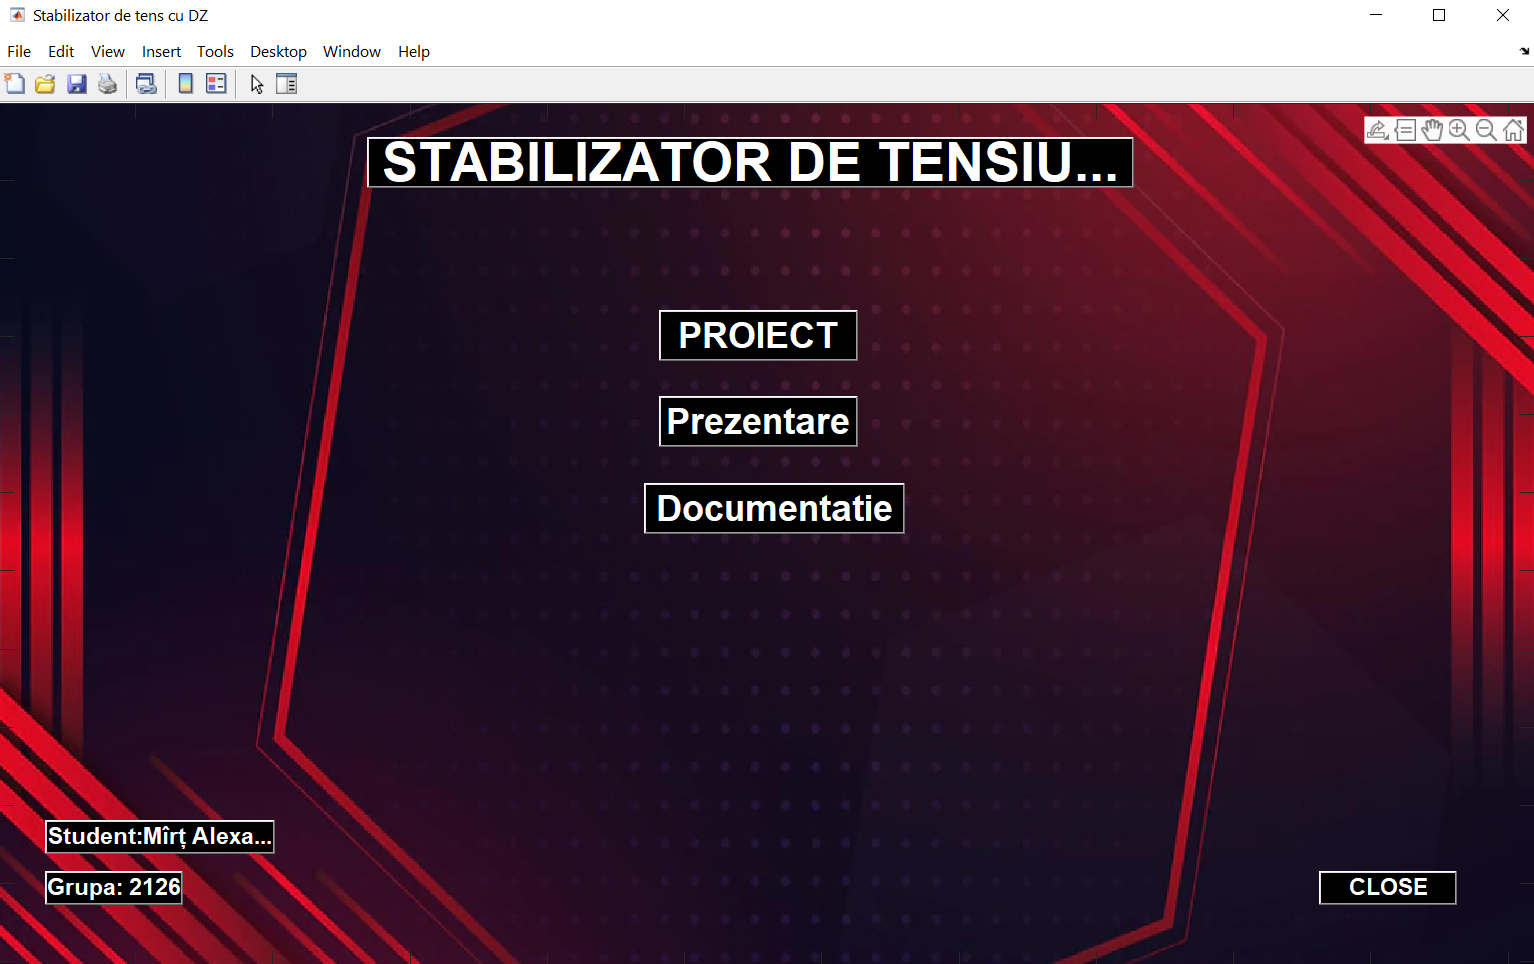 Stabilizator de tens cu DZ
File Edit View Insert Tools Desktop Window Help
STABILIZATOR DE TENSIU...
PROIECT
Prezentare
Documentatie
Student:Mîrț Alexa...
Grupa: 2126
CLOSE